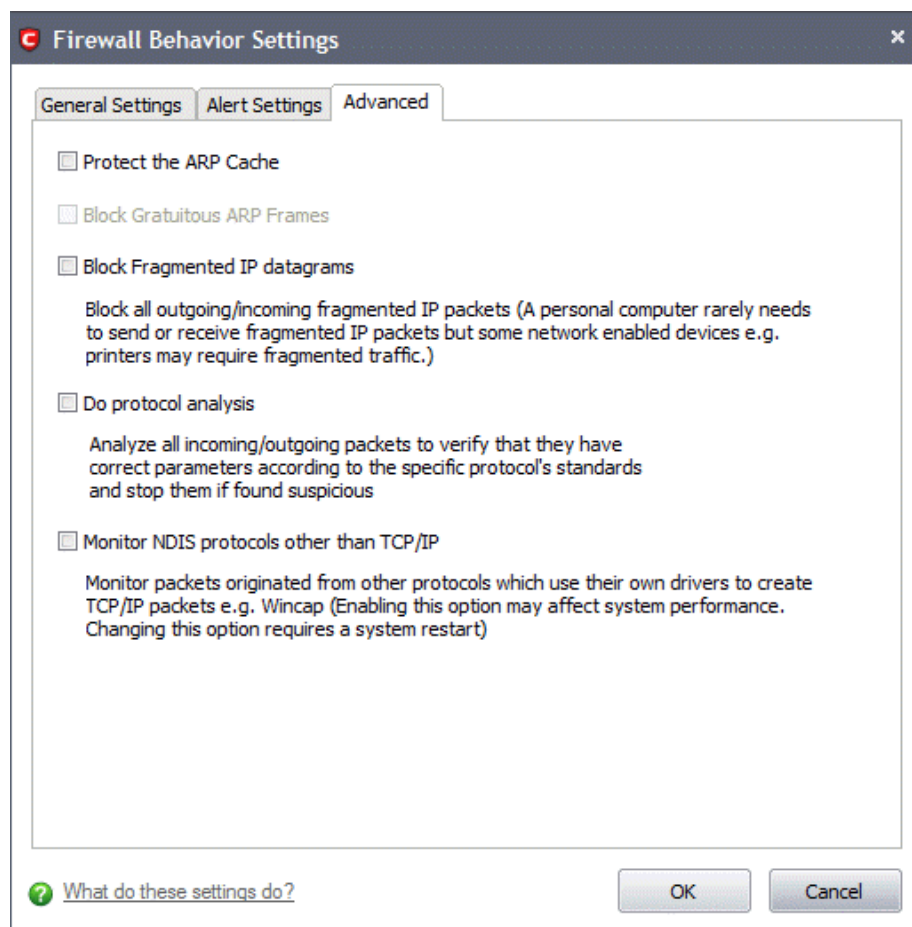 Firewall Behavior Settings
General Settings Alert Settings Advanced
Protect the ARP Cache
Block Gratuitous ARP Frames
Block Fragmented IP datagrams
Block all outgoing/incoming fragmented IP packets (A personal computer rarely needs
to send or receive fragmented IP packets but some network enabled devices e.g.
printers may require fragmented traffic.)
Do protocol analysis
Analyze all incoming/outgoing packets to verify that they have
correct parameters according to the specific protocol's standards
and stop them if found suspicious
Monitor NDIS protocols other than TCP/IP
Monitor packets originated from other protocols which use their own drivers to create
TCP/IP packets e.g. Wincap (Enabling this option may affect system performance.
Changing this option requires a system restart)
What do these settings do?
OK
Cancel